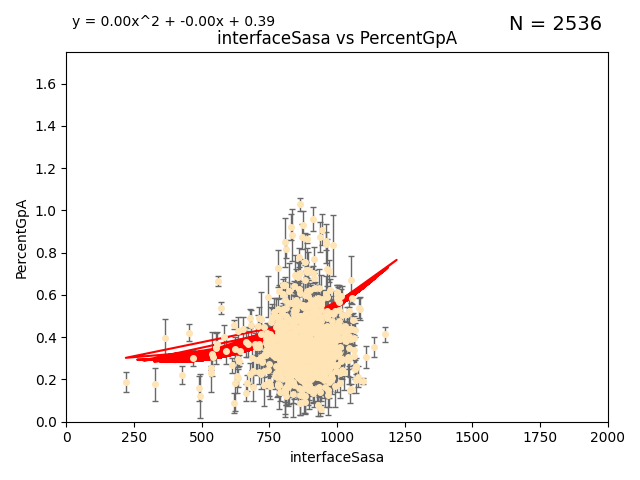 y = 0.00x^2 + -0.00x + 0.39
N = 2536
interfaceSasa vs PercentGpA
PercentGpA
1.6
1.4
1.2
1.0
0.8
0.6
0.4
0.2
0.0
0 250 500 750 1000 1250 1500 1750 2000
interfaceSasa